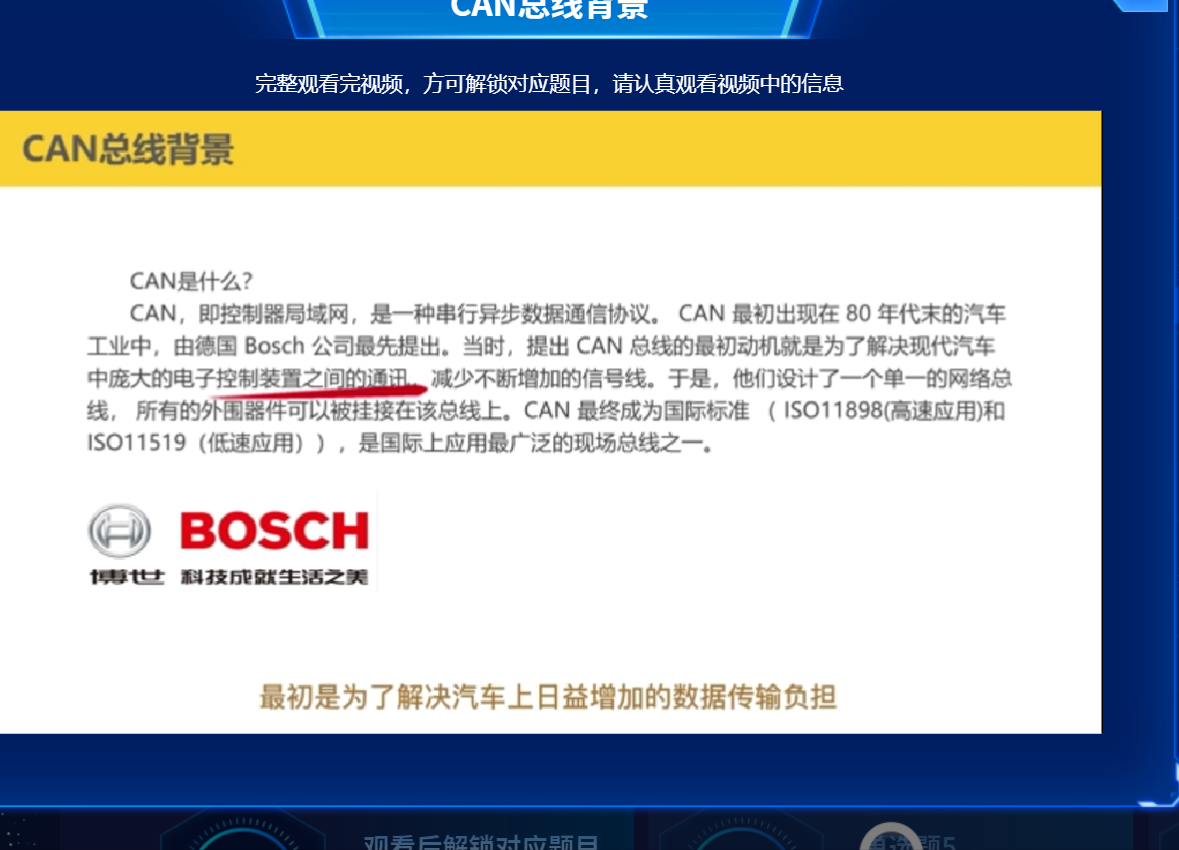 CAN总线背景
完整观看完视频，方可解锁对应题目，请认真观看视频中的信息
CAN总线背景
CAN是什么？
CAN，即控制器局域网，是一种串行异步数据通信协议。 CAN 最初出现在 80 年代末的汽车
工业中，由德国 Bosch 公司最先提出。当时，提出 CAN 总线的最初动机就是为了解决现代汽车
中庞大的电子控制装置之间的通讯，减少不断增加的信号线。于是，他们设计了一个单一的网络总
线， 所有的外围器件可以被挂接在该总线上。CAN 最终成为国际标准 （ ISO11898(高速应用)和
ISO11519（低速应用）），是国际上应用最广泛的现场总线之一。
BOSCH
博世 科技成就生活之美
最初是为了解决汽车上日益增加的数据传输负担
观看后解锁对应题目
题5